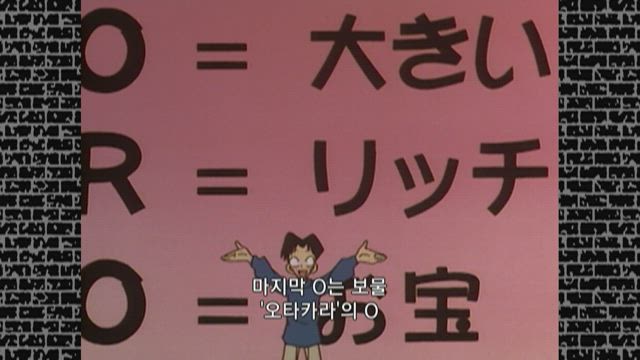 O = 大きい
R = リッチ
O = お宝
마지막 O는 보물
'오타카라'의 O